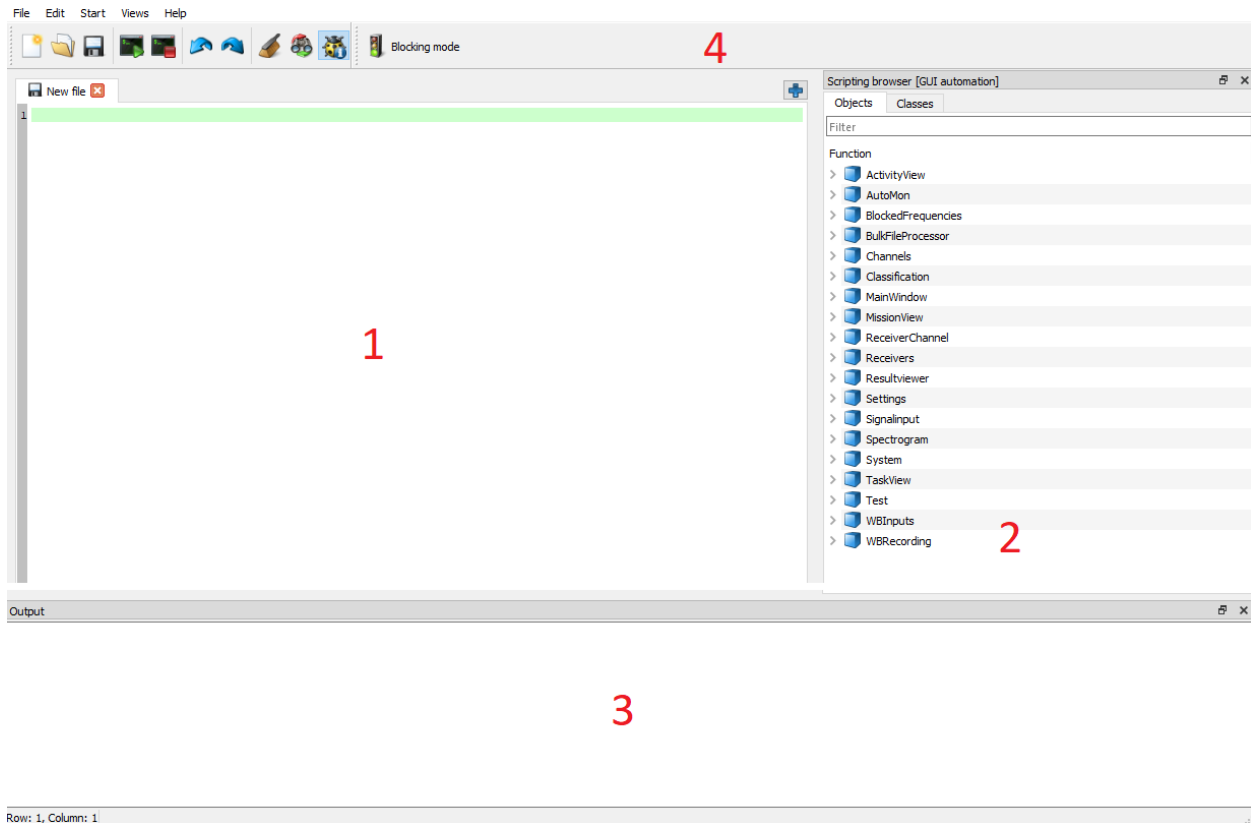 File Edit Start Views Help
Blocking mode
4
New file
1
1
Scripting browser [GUI automation]
Objects Classes
Filter
Function
ActivityView
AutoMon
BlockedFrequencies
BulkFileProcessor
Channels
Classification
MainWindow
MissionView
ReceiverChannel
Receivers
Resultviewer
Settings
Signalinput
Spectrogram
System
TaskView
Test
WBInputs
WBRecording
2
Output
3
Row: 1, Column: 1